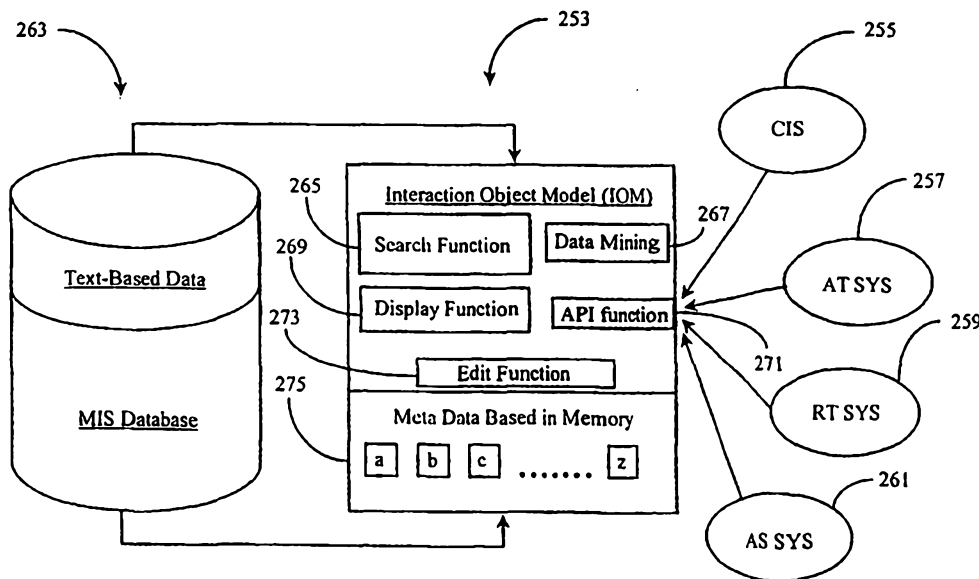 263
253
255
CIS
Interaction Object Model (IOM)
265
Search Function
Data Mining
267
257
Text-Based Data
269
Display Function
API function
AT SYS
271
259
273
Edit Function
RT SYS
275
MIS Database
Meta Data Based in Memory
a b c ....... z
261
AS SYS